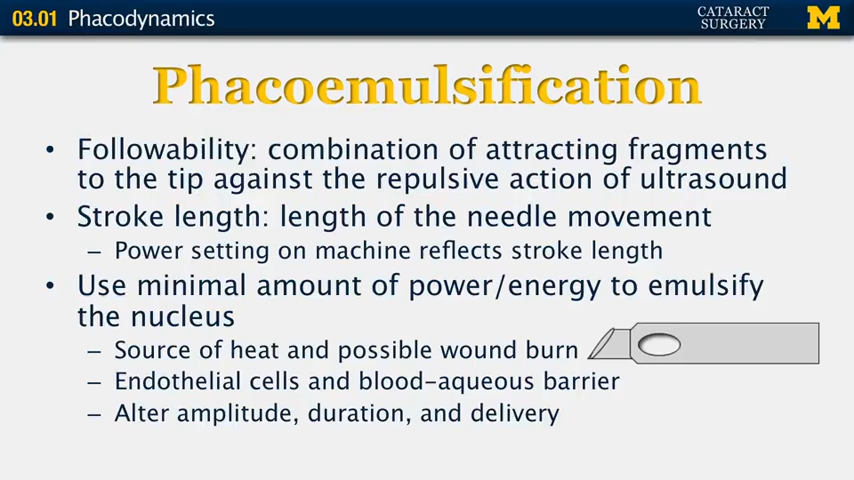 03.01 Phacodynamics
CATARACT
SURGERY
M
Phacoemulsification
• Followability: combination of attracting fragments
to the tip against the repulsive action of ultrasound
• Stroke length: length of the needle movement
– Power setting on machine reflects stroke length
• Use minimal amount of power/energy to emulsify
the nucleus
– Source of heat and possible wound burn
– Endothelial cells and blood-aqueous barrier
– Alter amplitude, duration, and delivery